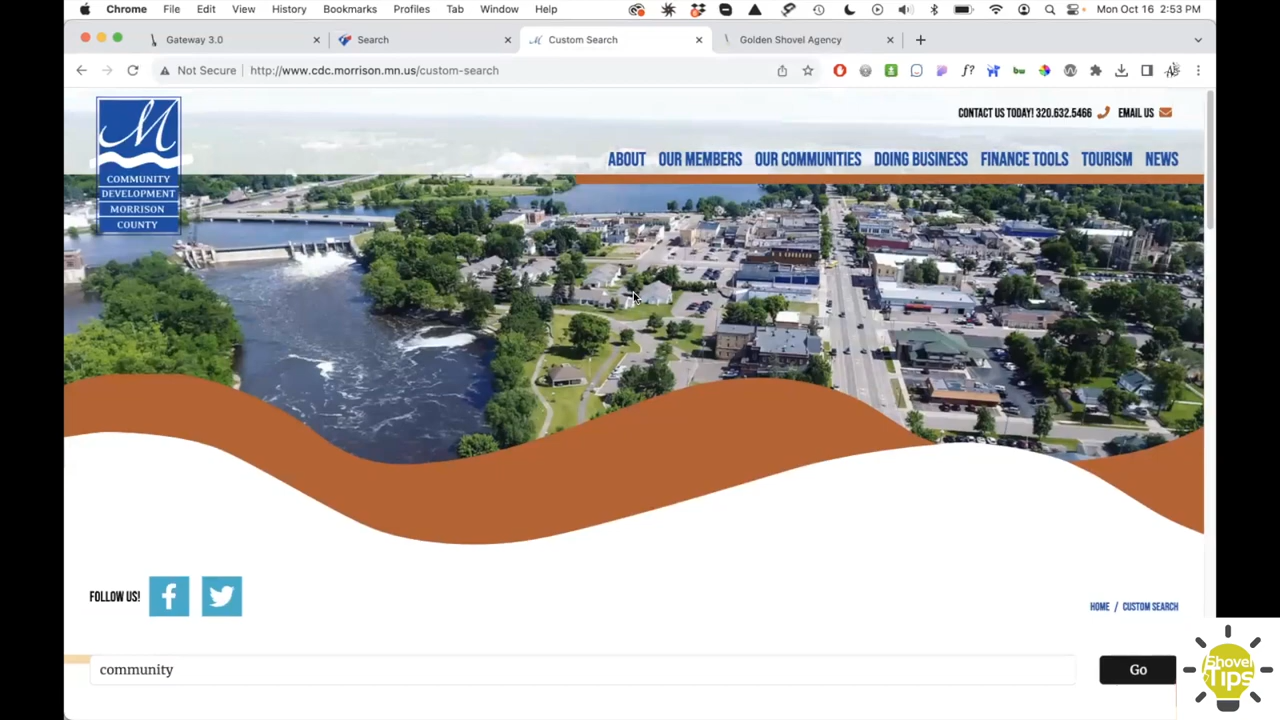 Chrome File Edit View History Bookmarks Profiles Tab Window Help Mon Oct 16 2:53 PM
Gateway 3.0 Search Custom Search Golden Shovel Agency
Not Secure http://www.cdc.morrison.mn.us/custom-search
CONTACT US TODAY! 320.632.5466 EMAIL US
ABOUT OUR MEMBERS OUR COMMUNITIES DOING BUSINESS FINANCE TOOLS TOURISM NEWS
M
COMMUNITY
DEVELOPMENT
MORRISON
COUNTY
FOLLOW US!
HOME / CUSTOM SEARCH
community Go
Shovel
Tips